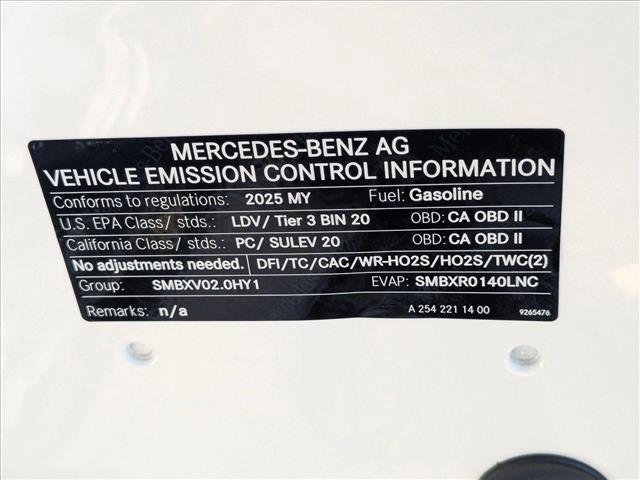 MERCEDES-BENZ AG
VEHICLE EMISSION CONTROL INFORMATION
Conforms to regulations: 2025 MY Fuel: Gasoline
U.S. EPA Class/ stds.: LDV/ Tier 3 BIN 20 OBD: CA OBD II
California Class/ stds.: PC/ SULEV 20 OBD: CA OBD II
No adjustments needed. DFI/TC/CAC/WR-HO2S/HO2S/TWC(2)
Group: SMBXV02.0HY1 EVAP: SMBXR0140LNC
Remarks: n/a A 254 221 14 00 9265476